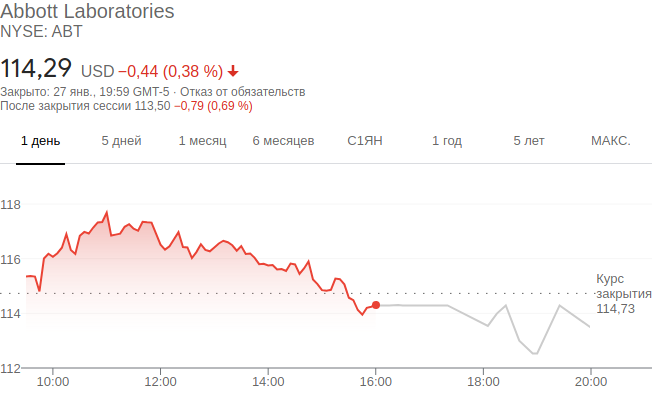 Abbott Laboratories
NYSE: ABT
114,29 USD −0,44 (0,38 %)
Закрыто: 27 янв., 19:59 GMT-5 · Отказ от обязательств
После закрытия сессии 113,50 −0,79 (0,69 %)
1 день 5 дней 1 месяц 6 месяцев С1ЯН 1 год 5 лет МАКС.
118
116
Курс
закрытия
114,73
114
112
10:00 12:00 14:00 16:00 18:00 20:00